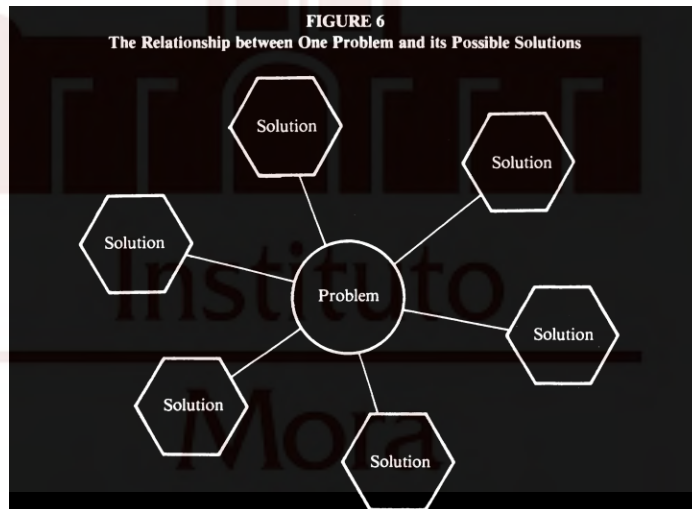 FIGURE 6
The Relationship between One Problem and its Possible Solutions
Solution
Solution
Solution
Problem
Solution
Solution
Solution
Instituto
Mora